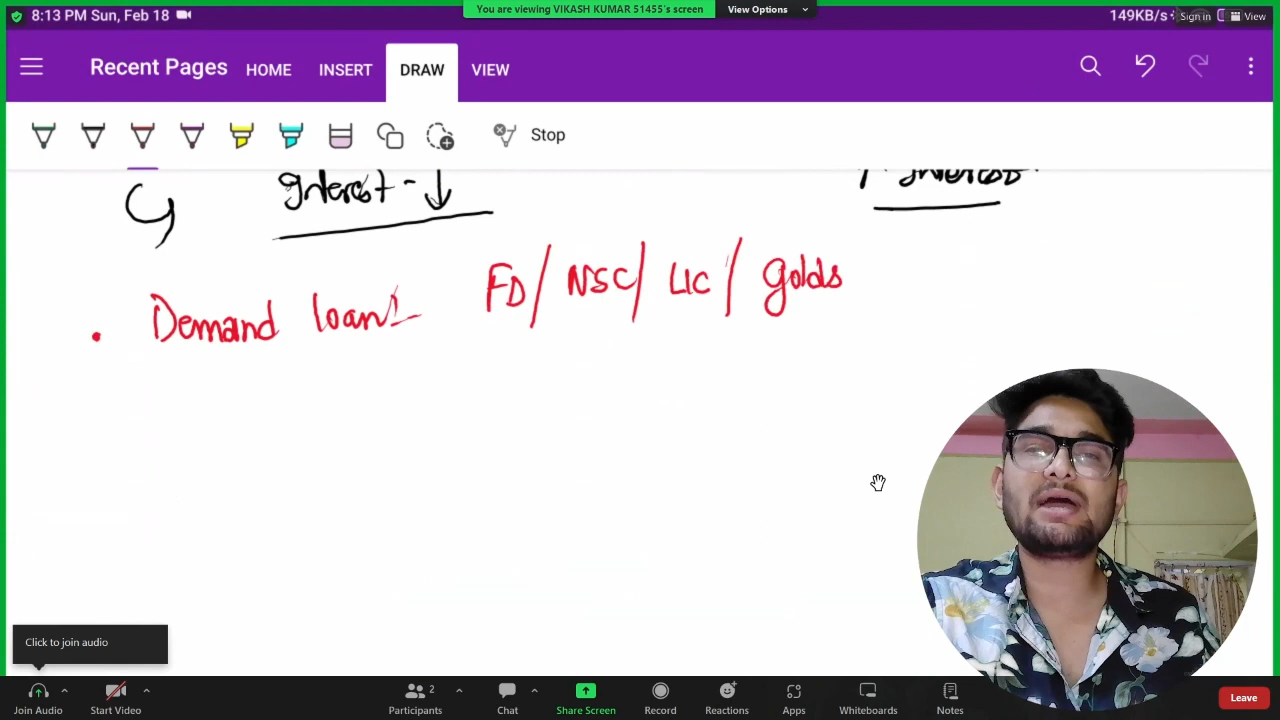 You are viewing VIKASH KUMAR 51455's screen
View Options
8:13 PM Sun, Feb 18
149KB/s
Sign in
View
Recent Pages
HOME
INSERT
DRAW
VIEW
Stop
Interest - ↓
Interest
FD/ NSC/ LIC / Golds
• Demand loan
Click to join audio
Join Audio
Start Video
Participants
2
Chat
Share Screen
Record
Reactions
Apps
Whiteboards
Notes
Leave